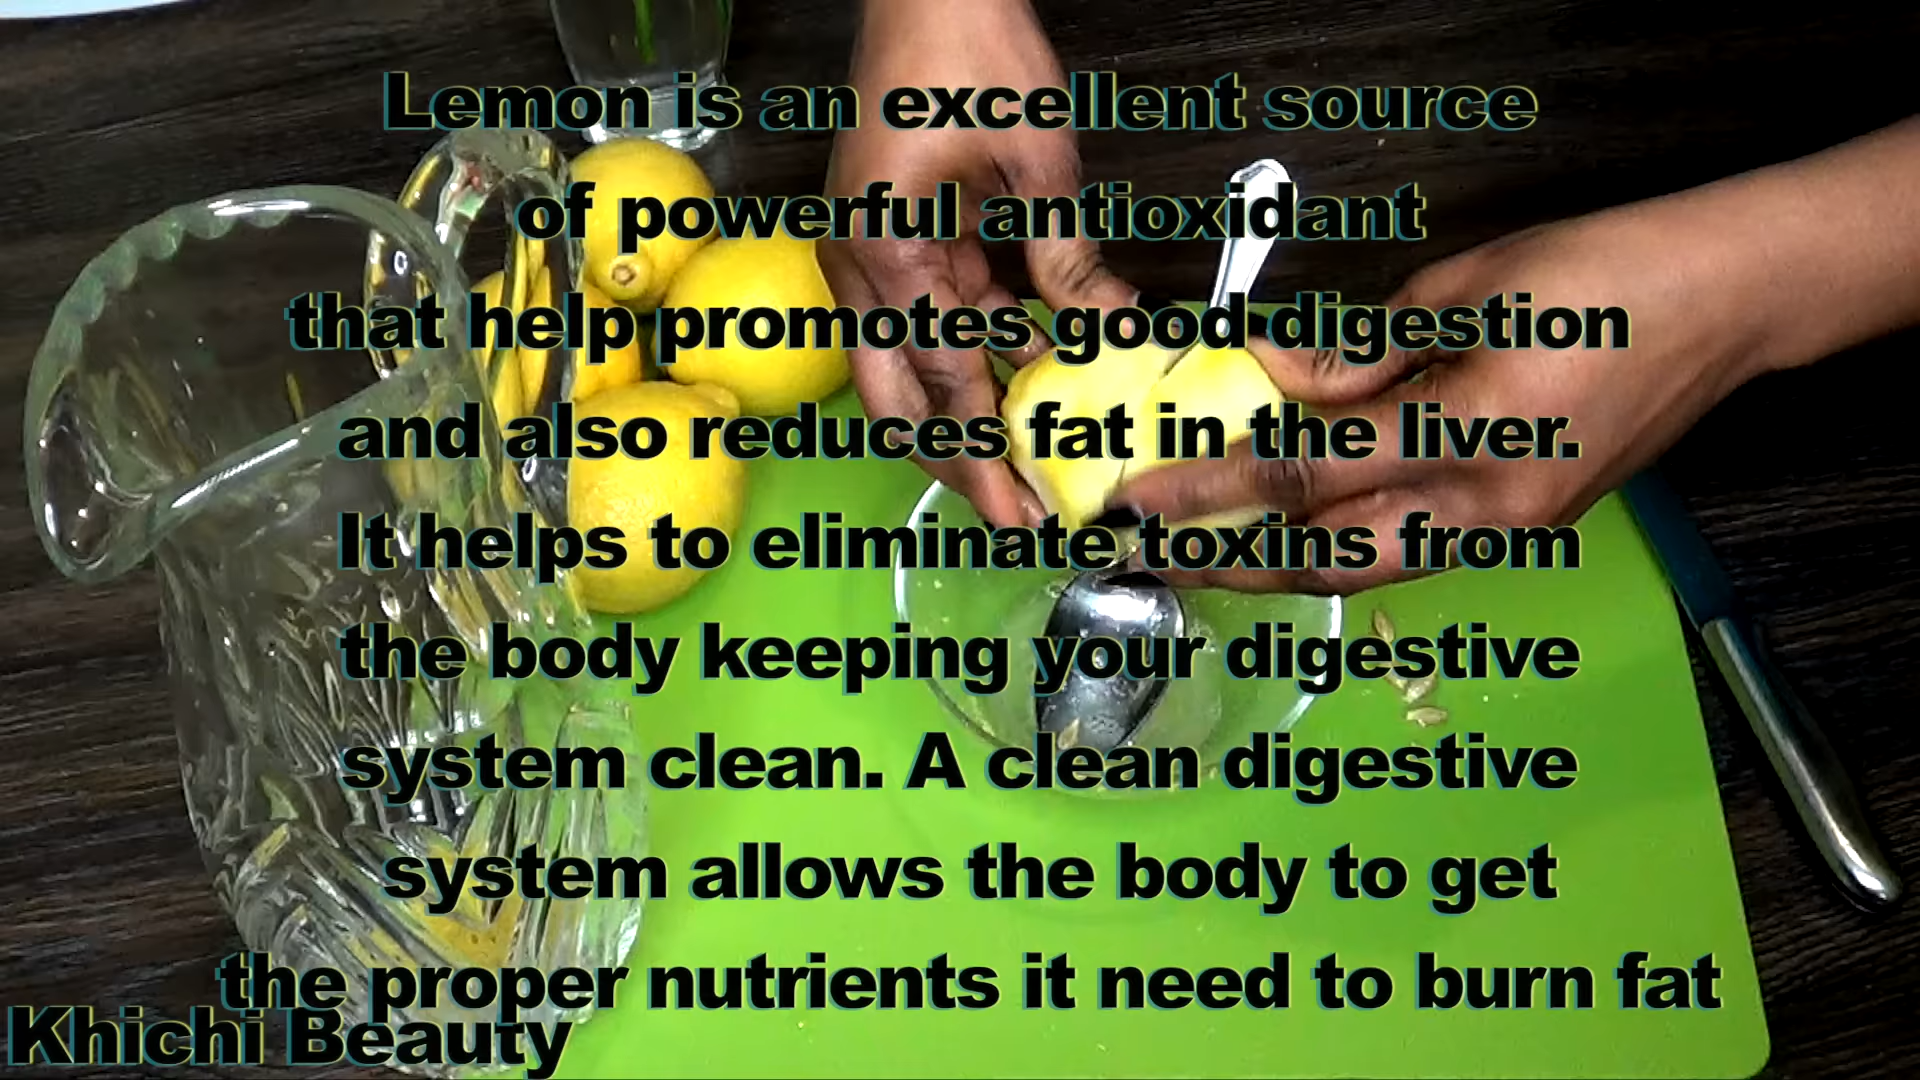 Lemon is an excellent source
of powerful antioxidant
that help promotes good digestion
and also reduces fat in the liver.
It helps to eliminate toxins from
the body keeping your digestive
system clean. A clean digestive
system allows the body to get
the proper nutrients it need to burn fat
Khichi Beauty